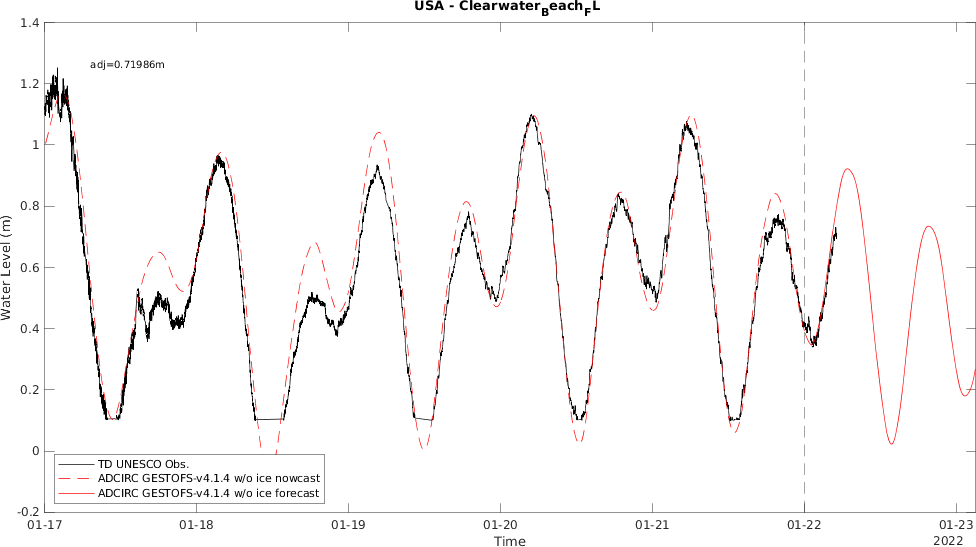 USA - Clearwater_Beach_FL
1.4
adj=0.71986m
1.2
1
0.8
0.6
0.4
0.2
0
-0.2
Water Level (m)
TD UNESCO Obs.
ADCIRC GESTOFS-v4.1.4 w/o ice nowcast
ADCIRC GESTOFS-v4.1.4 w/o ice forecast
01-17 01-18 01-19 01-20 01-21 01-22 01-23
Time
2022